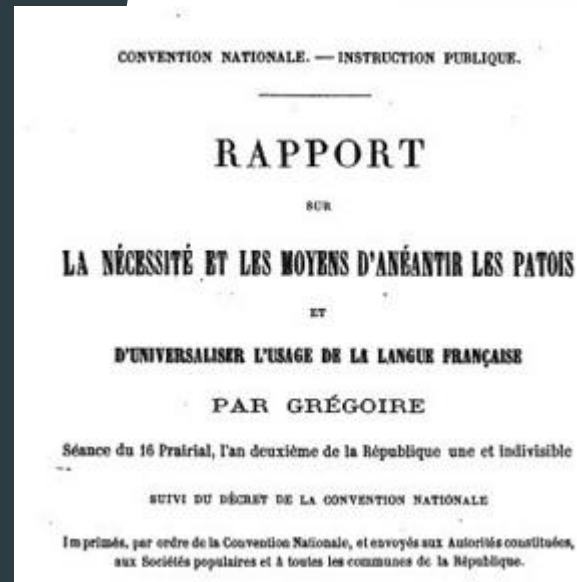 CONVENTION NATIONALE. — INSTRUCTION PUBLIQUE.
RAPPORT
SUR
LA NÉCESSITÉ ET LES MOYENS D'ANÉANTIR LES PATOIS
ET
D'UNIVERSALISER L'USAGE DE LA LANGUE FRANÇAISE
PAR GRÉGOIRE
Séance du 16 Prairial, l'an deuxième de la République une et indivisible
SUIVI DU DÉCRET DE LA CONVENTION NATIONALE
Imprimés, par ordre de la Convention Nationale, et envoyés aux Autorités constituées,
aux Sociétés populaires et à toutes les communes de la République.